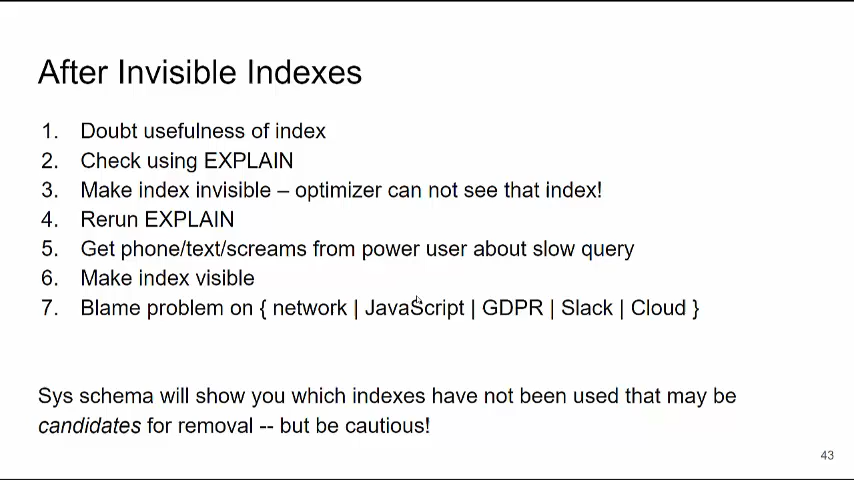 After Invisible Indexes
1. Doubt usefulness of index
2. Check using EXPLAIN
3. Make index invisible – optimizer can not see that index!
4. Rerun EXPLAIN
5. Get phone/text/screams from power user about slow query
6. Make index visible
7. Blame problem on { network | JavaScript | GDPR | Slack | Cloud }
Sys schema will show you which indexes have not been used that may be
candidates for removal -- but be cautious!
43